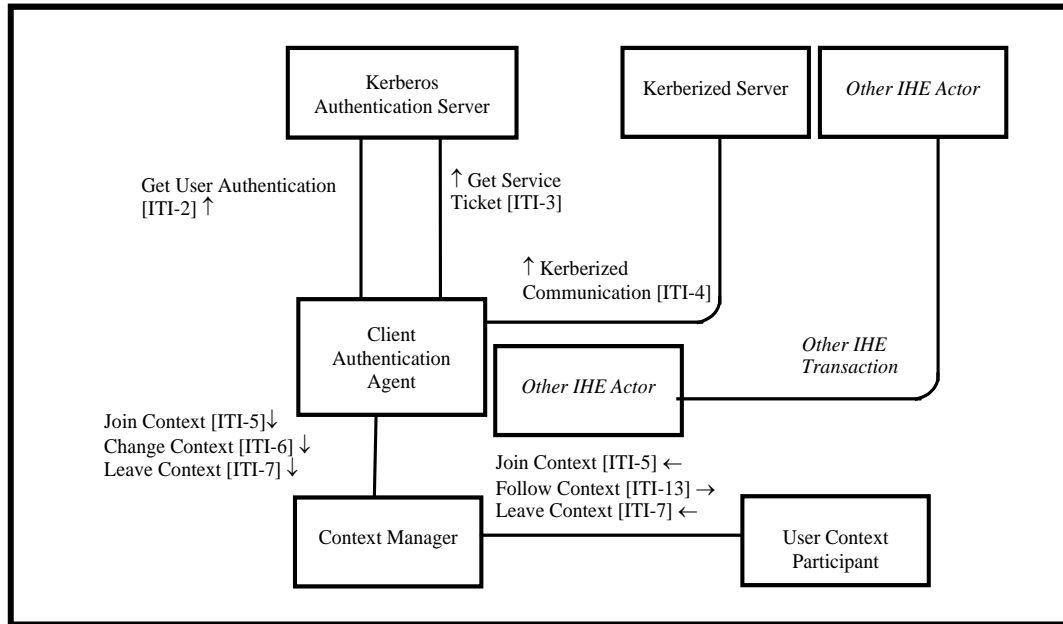 Kerberos
Authentication Server
Kerberized Server
Other IHE Actor
Get User Authentication
[ITI-2] ↑
↑ Get Service
Ticket [ITI-3]
↑ Kerberized
Communication [ITI-4]
Client
Authentication
Agent
Other IHE Actor
Other IHE
Transaction
Join Context [ITI-5]↓
Change Context [ITI-6] ↓
Leave Context [ITI-7] ↓
Join Context [ITI-5] ←
Follow Context [ITI-13] →
Leave Context [ITI-7] ←
Context Manager
User Context
Participant